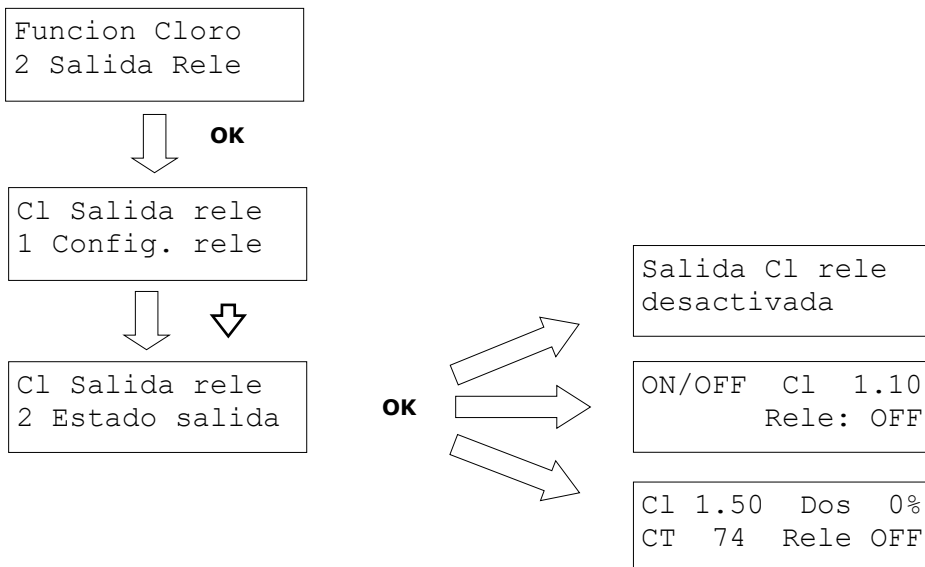 Funcion Cloro
2 Salida Rele
OK
Cl Salida rele
1 Config. rele
Cl Salida rele
2 Estado salida
OK
Salida Cl rele
desactivada
ON/OFF Cl 1.10
Rele: OFF
Cl 1.50 Dos 0%
CT 74 Rele OFF